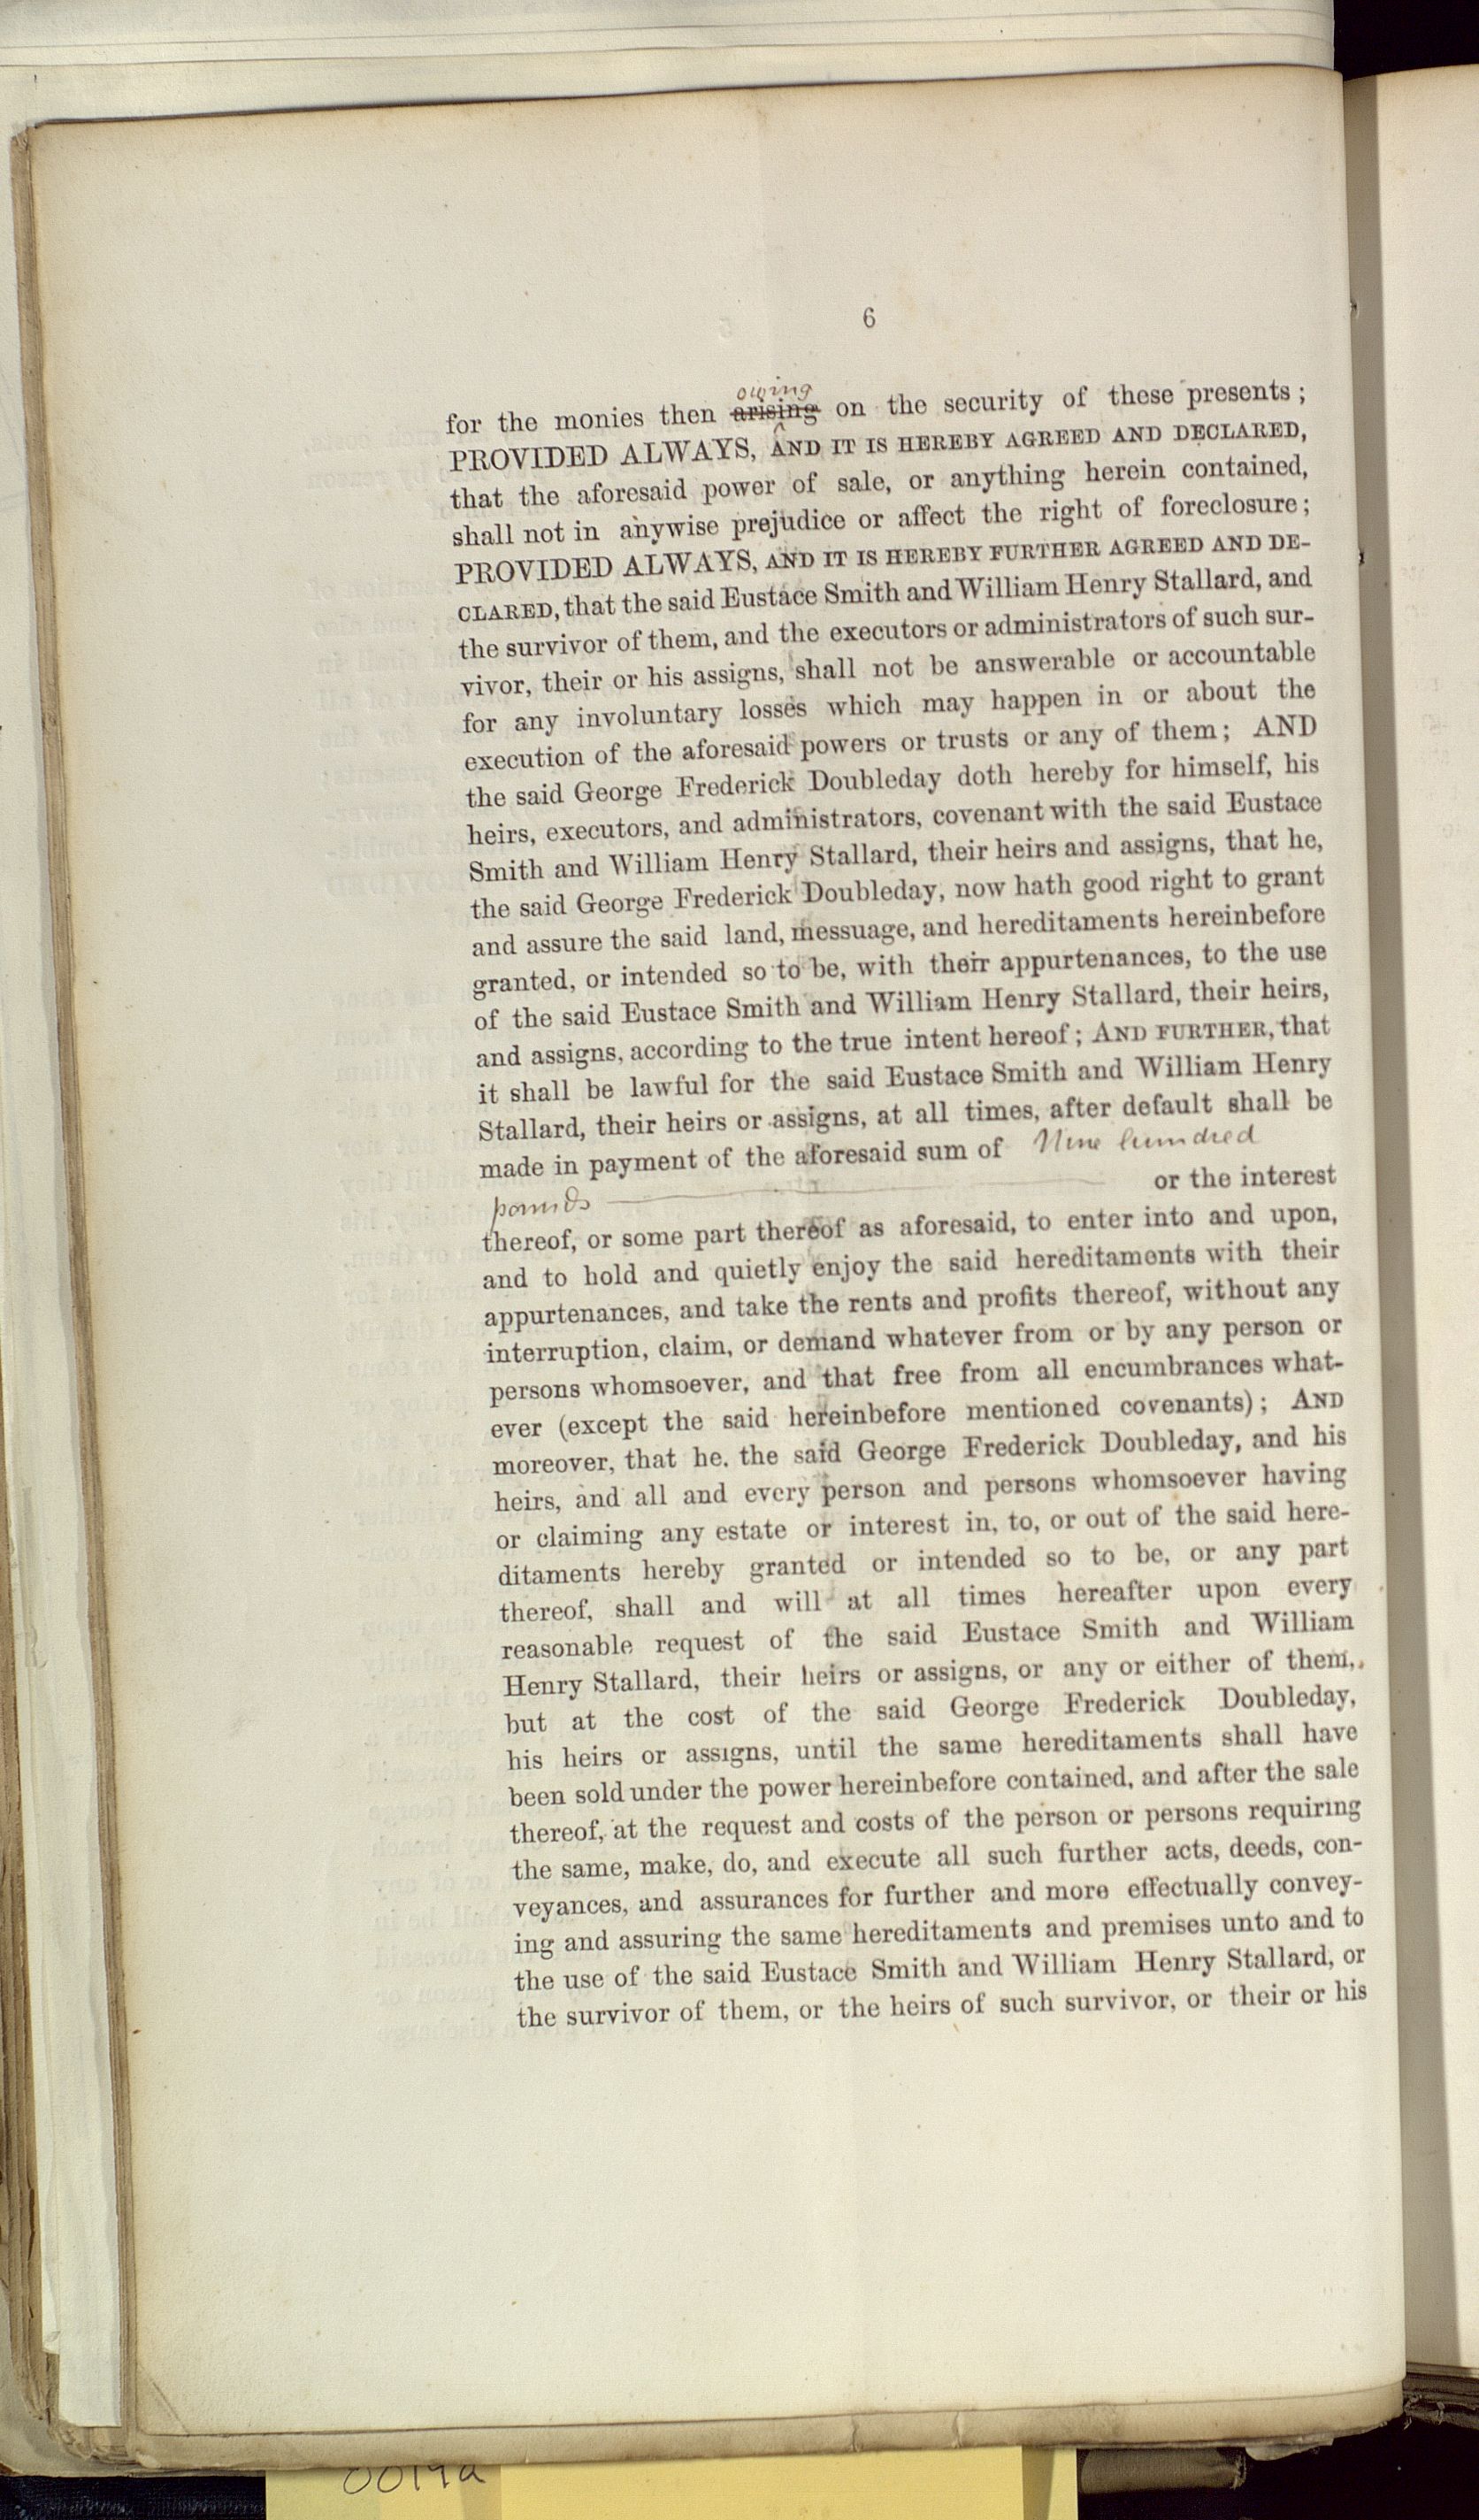 6
owing
for the monies then arising on the security of these presents ;
PROVIDED ALWAYS, AND IT IS HEREBY AGREED AND DECLARED,
that the aforesaid power of sale, or anything herein contained,
shall not in anywise prejudice or affect the right of foreclosure ;
PROVIDED ALWAYS, AND IT IS HEREBY FURTHER AGREED AND DE-
CLARED, that the said Eustace Smith and William Henry Stallard, and
the survivor of them, and the executors or administrators of such sur-
vivor, their or his assigns, shall not be answerable or accountable
for any involuntary losses which may happen in or about the
execution of the aforesaid powers or trusts or any of them ; AND
the said George Frederick Doubleday doth hereby for himself, his
heirs, executors, and administrators, covenant with the said Eustace
Smith and William Henry Stallard, their heirs and assigns, that he,
the said George Frederick Doubleday, now hath good right to grant
and assure the said land, messuage, and hereditaments hereinbefore
granted, or intended so to be, with their appurtenances, to the use
of the said Eustace Smith and William Henry Stallard, their heirs,
and assigns, according to the true intent hereof ; AND FURTHER, that
it shall be lawful for the said Eustace Smith and William Henry
Stallard, their heirs or assigns, at all times, after default shall be
made in payment of the aforesaid sum of Nine hundred
pounds or the interest
thereof, or some part thereof as aforesaid, to enter into and upon,
and to hold and quietly enjoy the said hereditaments with their
appurtenances, and take the rents and profits thereof, without any
interruption, claim, or demand whatever from or by any person or
persons whomsoever, and that free from all encumbrances what-
ever (except the said hereinbefore mentioned covenants) ; AND
moreover, that he. the said George Frederick Doubleday, and his
heirs, and all and every person and persons whomsoever having
or claiming any estate or interest in, to, or out of the said here-
ditaments hereby granted or intended so to be, or any part
thereof, shall and will at all times hereafter upon every
reasonable request of the said Eustace Smith and William
Henry Stallard, their heirs or assigns, or any or either of them,
but at the cost of the said George Frederick Doubleday,
his heirs or assigns, until the same hereditaments shall have
been sold under the power hereinbefore contained, and after the sale
thereof, at the request and costs of the person or persons requiring
the same, make, do, and execute all such further acts, deeds, con-
veyances, and assurances for further and more effectually convey-
ing and assuring the same hereditaments and premises unto and to
the use of the said Eustace Smith and William Henry Stallard, or
the survivor of them, or the heirs of such survivor, or their or his